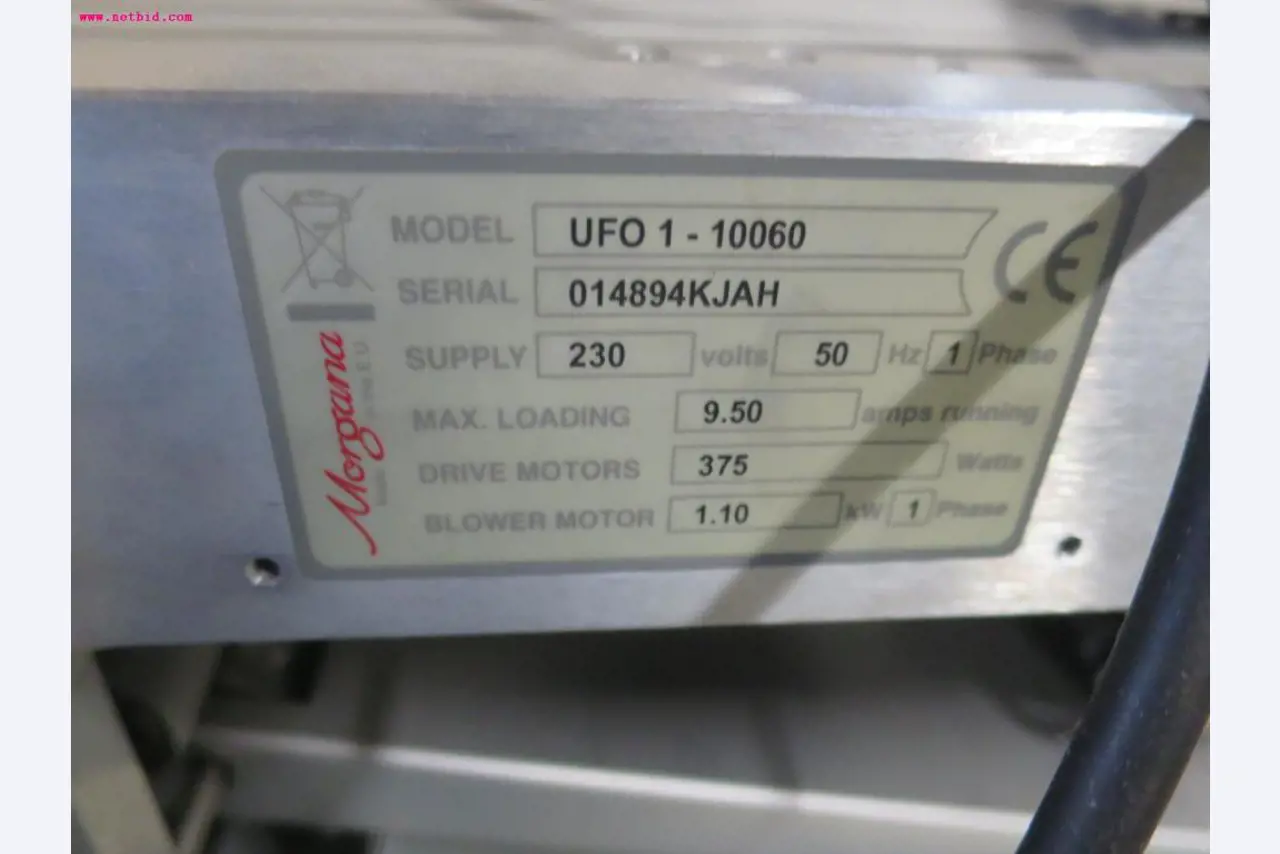 www.netbid.com
MODEL UFO 1 - 10060
SERIAL 014894KJAH
SUPPLY 230 volts 50 Hz 1 Phase
MAX. LOADING 9.50 amps running
DRIVE MOTORS 375 Watts
BLOWER MOTOR 1.10 kW 1 Phase
CE
Morgana